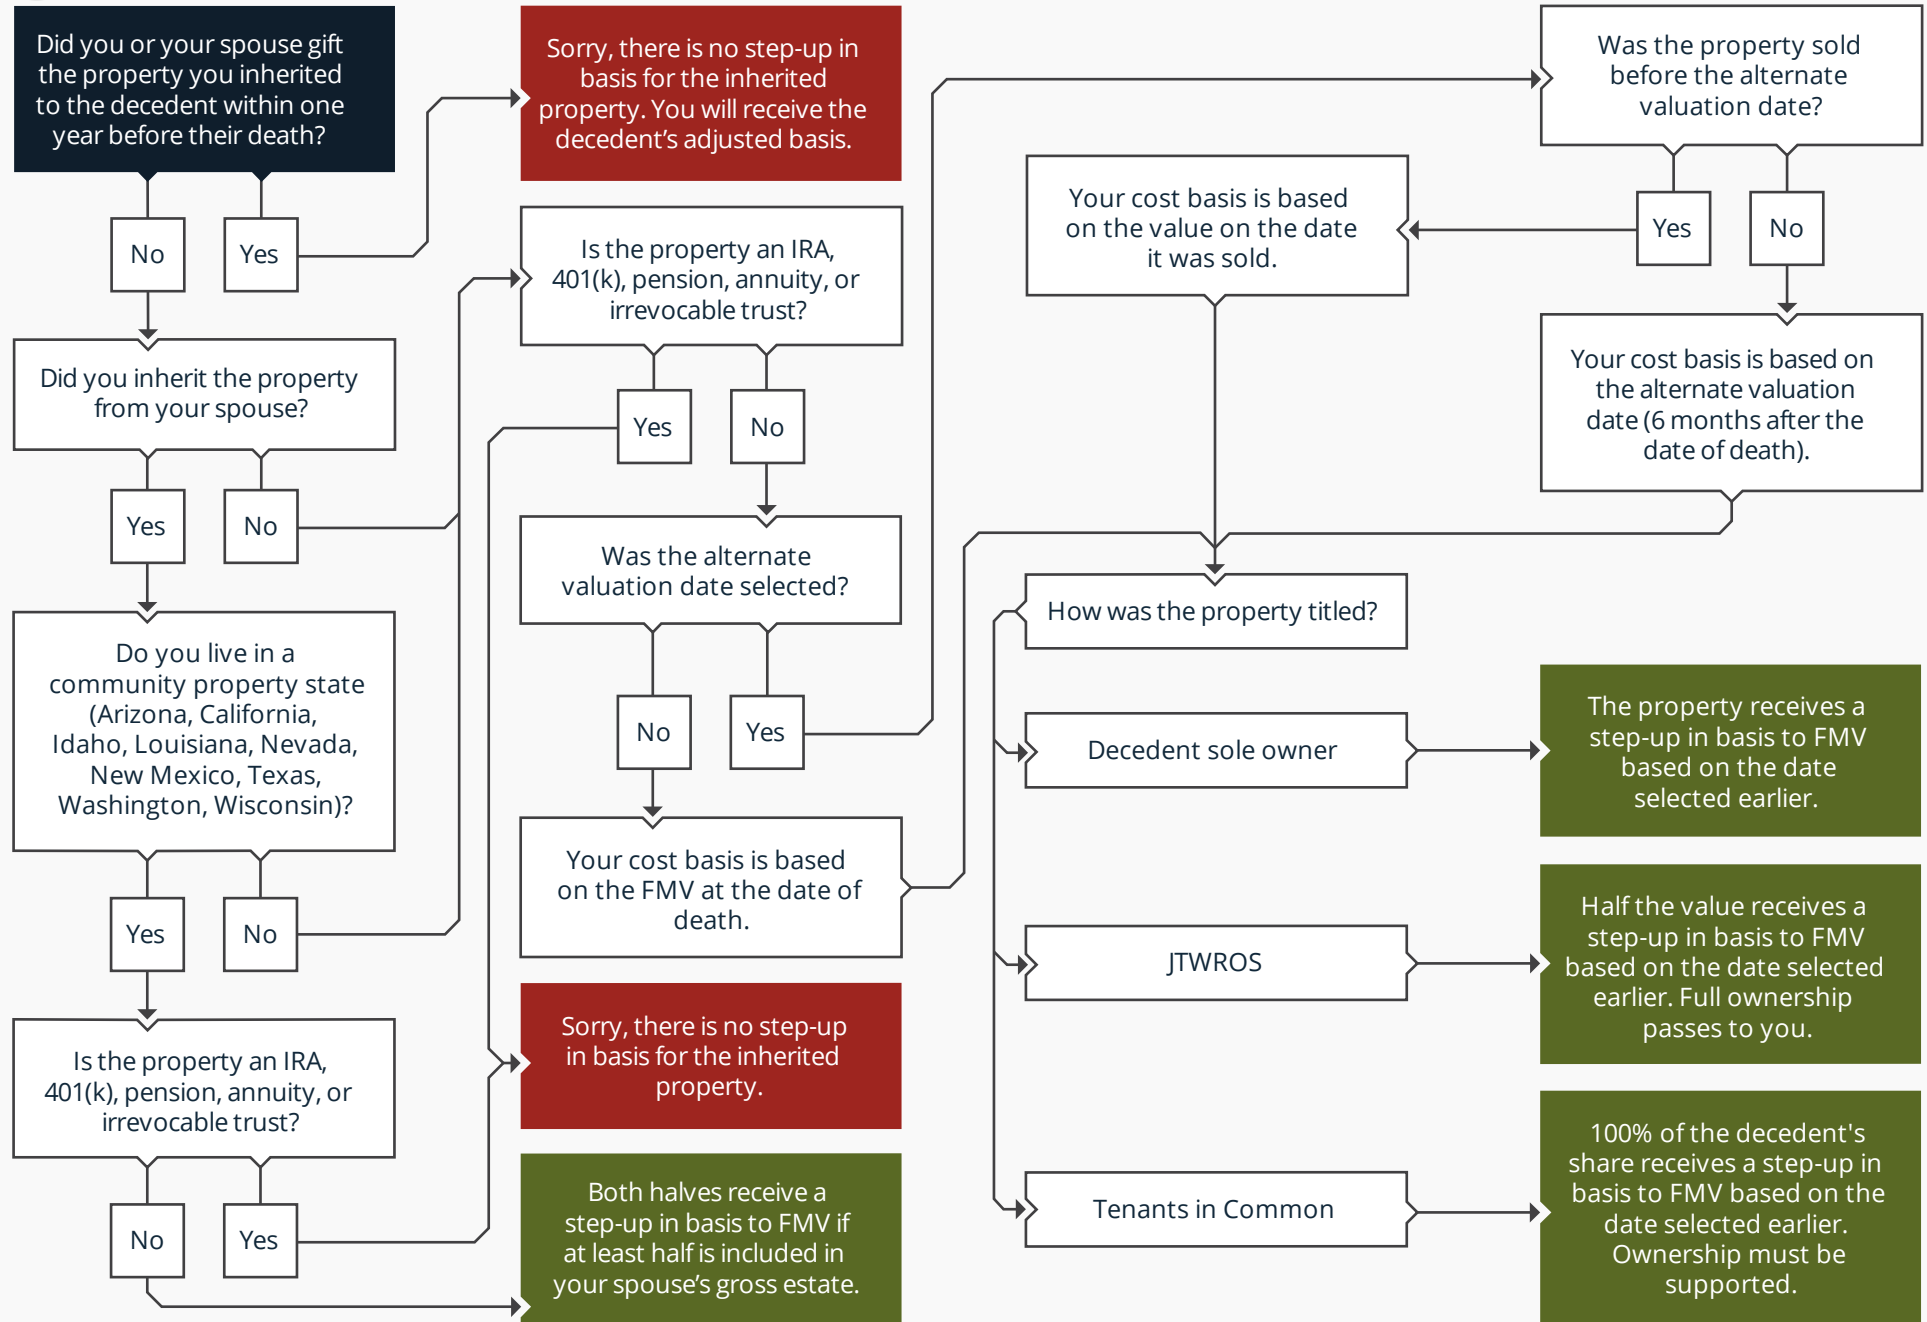 Did you or your spouse gift
the property you inherited
to the decedent within one
year before their death?
No
Yes
Did you inherit the property
from your spouse?
Yes
No
Do you live in a
community property state
(Arizona, California,
Idaho, Louisiana, Nevada,
New Mexico, Texas,
Washington, Wisconsin)?
Yes
No
Is the property an IRA,
401(k), pension, annuity, or
irrevocable trust?
No
Yes
Sorry, there is no step-up in
basis for the inherited
property. You will receive the
decedent’s adjusted basis.
Is the property an IRA,
401(k), pension, annuity, or
irrevocable trust?
Yes
No
Was the alternate
valuation date selected?
No
Yes
Your cost basis is based
on the FMV at the date of
death.
Sorry, there is no step-up
in basis for the inherited
property.
Both halves receive a
step-up in basis to FMV if
at least half is included in
your spouse’s gross estate.
Was the property sold
before the alternate
valuation date?
Yes
No
Your cost basis is based
on the value on the date
it was sold.
Your cost basis is based on
the alternate valuation
date (6 months after the
date of death).
How was the property titled?
Decedent sole owner
The property receives a
step-up in basis to FMV
based on the date
selected earlier.
JTWROS
Half the value receives a
step-up in basis to FMV
based on the date selected
earlier. Full ownership
passes to you.
Tenants in Common
100% of the decedent's
share receives a step-up in
basis to FMV based on the
date selected earlier.
Ownership must be
supported.